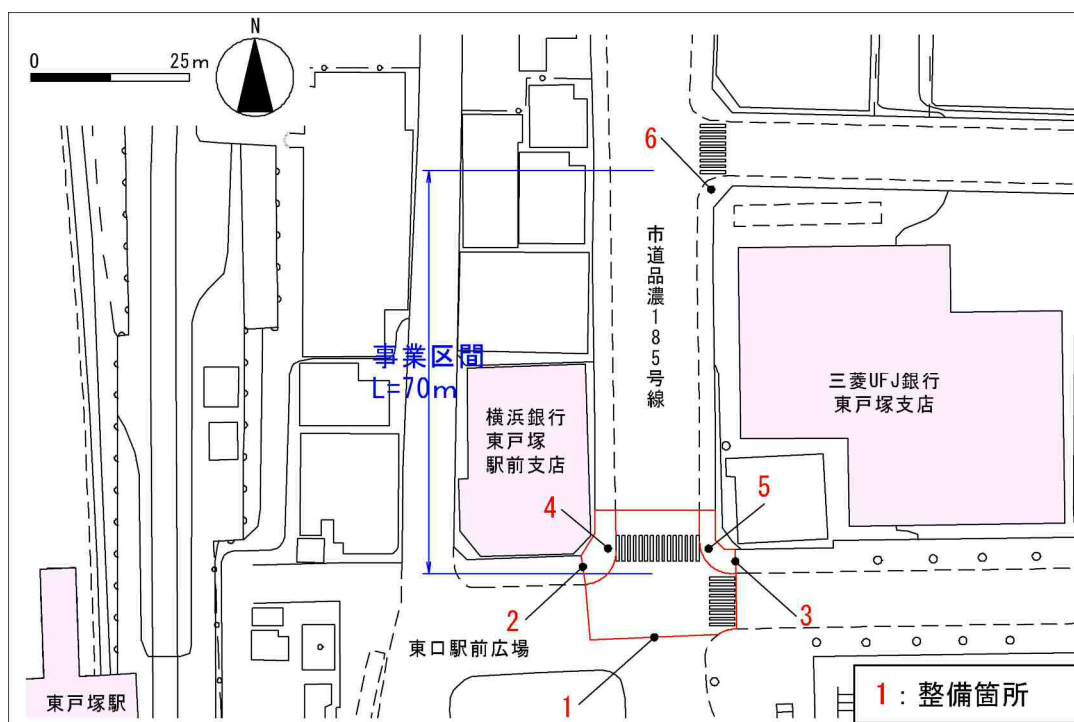 N
0 25m
6
市道品濃185号線
事業区間
L=70m
三菱UFJ銀行
東戸塚支店
横浜銀行
東戸塚
駅前支店
4
5
2
3
東口駅前広場
1
東戸塚駅
1：整備箇所